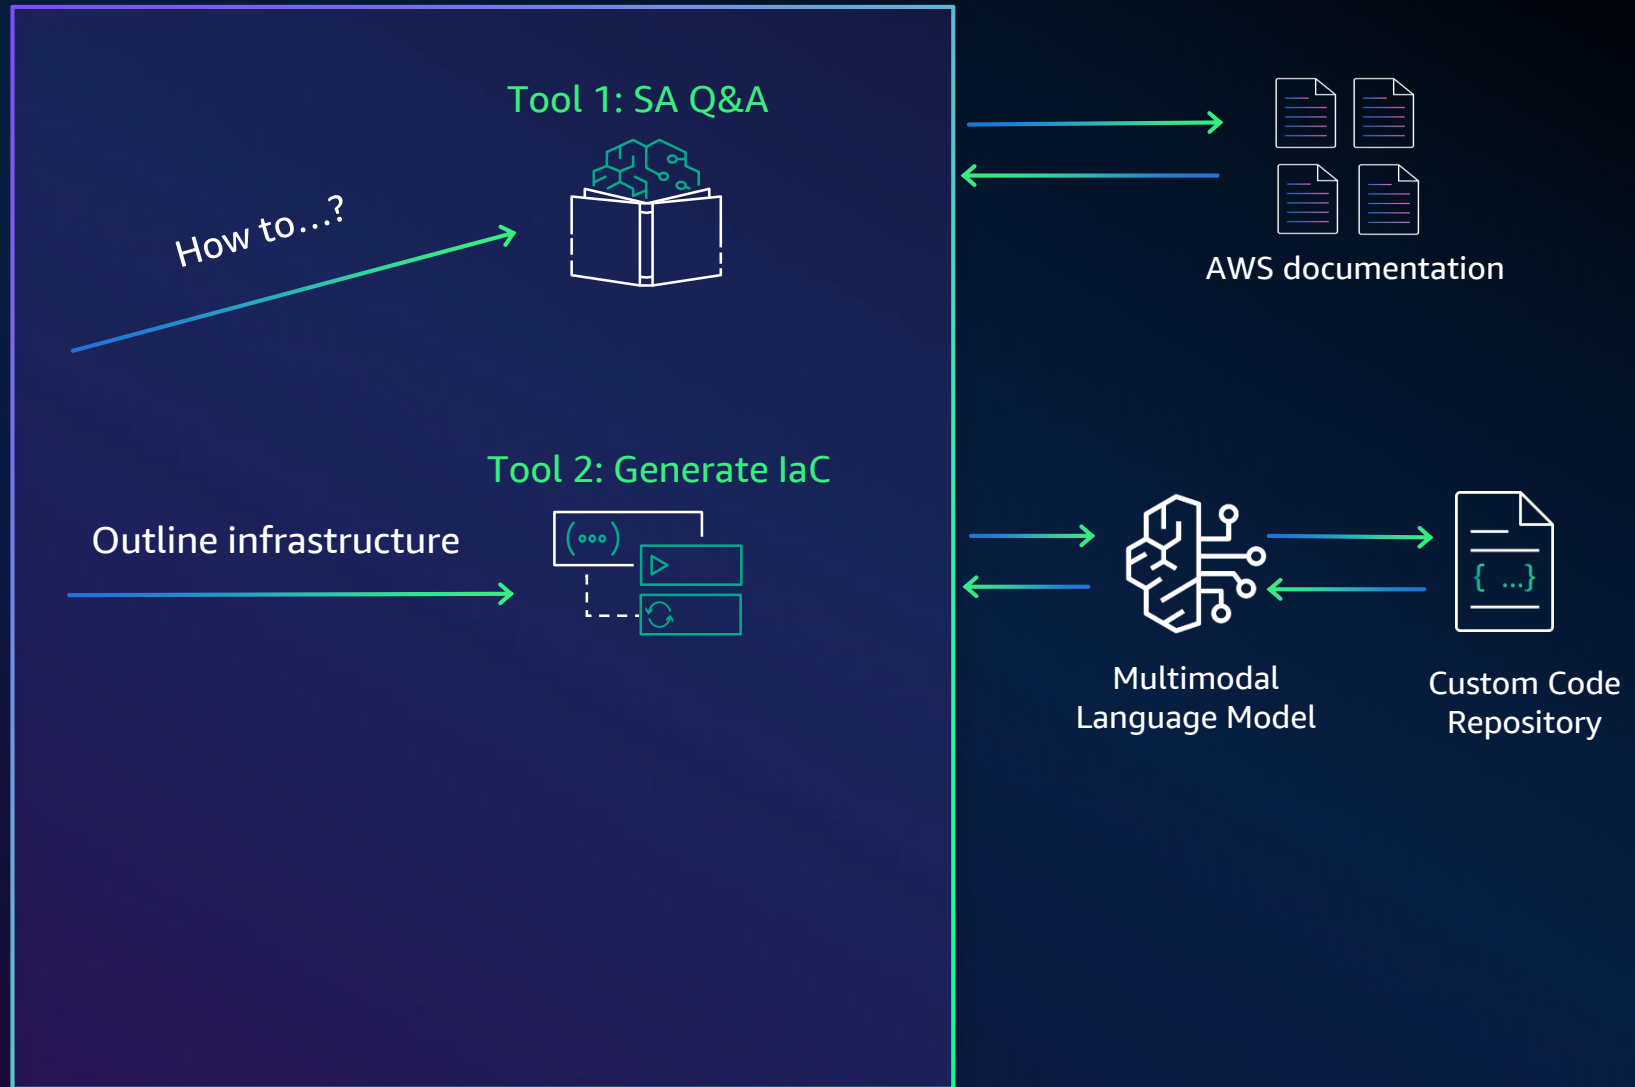 Tool 1: SA Q&A
How to...?
AWS documentation
Tool 2: Generate IaC
Outline infrastructure
(ooo)
{ ...}
Multimodal
Language Model
Custom Code
Repository